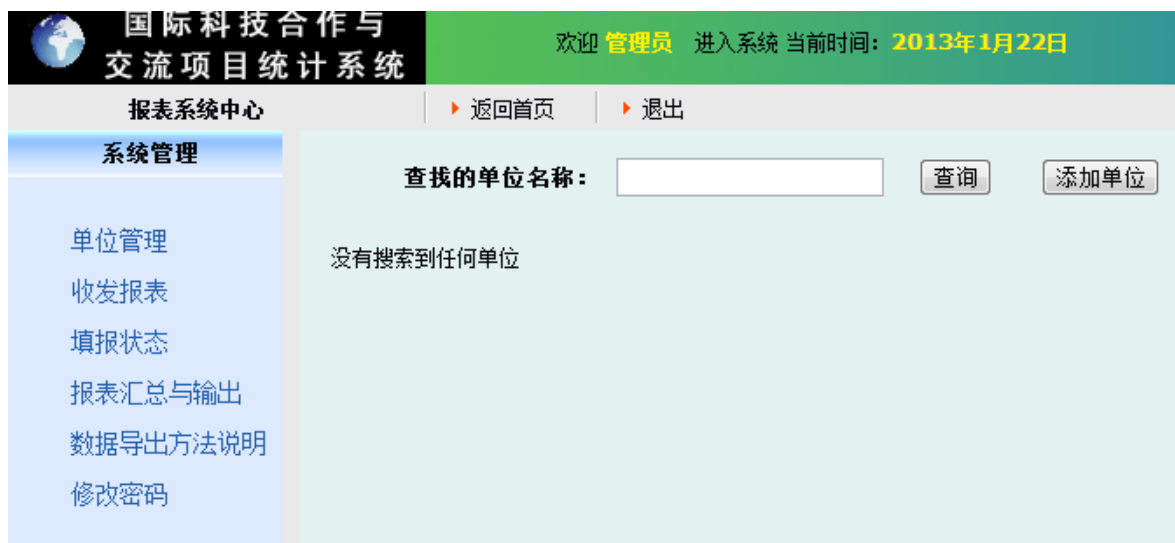 国际科技合作与
交流项目统计系统
欢迎 管理员 进入系统 当前时间：2013年1月22日
报表系统中心
返回首页
退出
系统管理
单位管理
收发报表
填报状态
报表汇总与输出
数据导出方法说明
修改密码
查找的单位名称：
查询
添加单位
没有搜索到任何单位